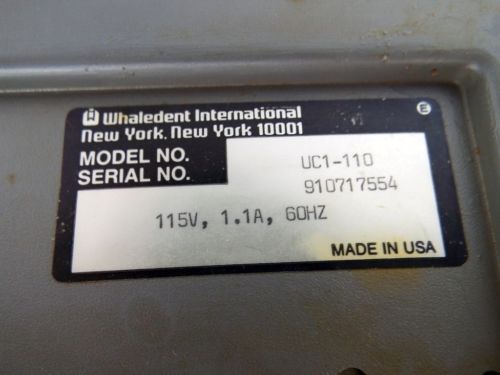 Whaledent International
New York, New York 10001
E
MODEL NO. UC1-110
SERIAL NO. 910717554
115V, 1.1A, 60HZ
MADE IN USA